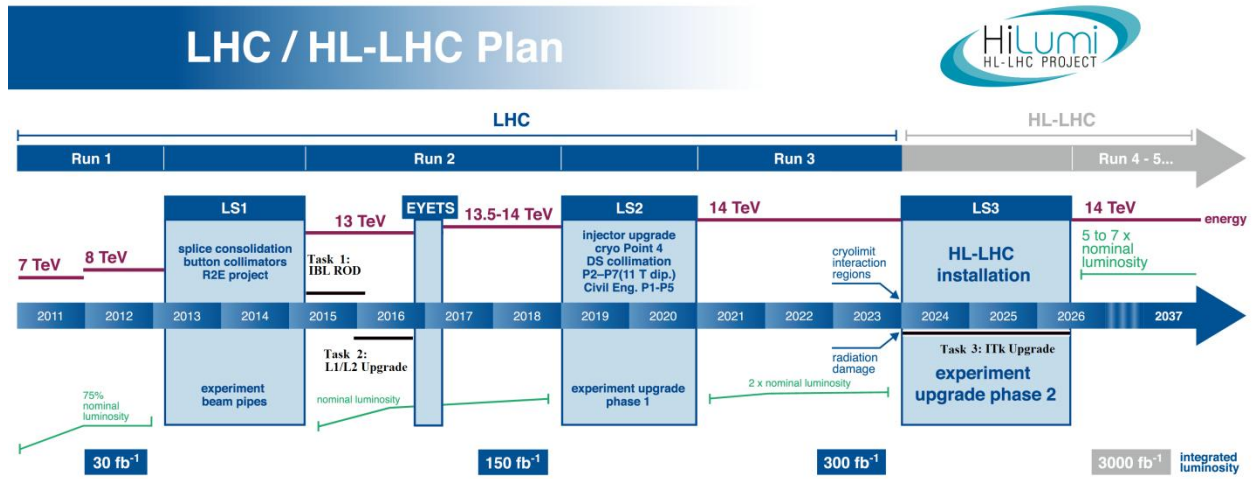 LHC / HL-LHC Plan
HiLumi
HL-LHC PROJECT
LHC
HL-LHC
Run 1
Run 2
Run 3
Run 4 - 5...
LS1
EYETS
LS2
LS3
splice consolidation
button collimators
R2E project
injector upgrade
cryo Point 4
DS collimation
P2–P7(11 T dip.)
Civil Eng. P1-P5
HL-LHC
installation
7 TeV
8 TeV
13 TeV
13.5-14 TeV
14 TeV
14 TeV
energy
Task 1:
IBL ROD
cryolimit
interaction
regions
5 to 7 x
nominal
luminosity
2011
2012
2013
2014
2015
2016
2017
2018
2019
2020
2021
2022
2023
2024
2025
2026
2037
Task 2:
L1/L2 Upgrade
radiation
damage
Task 3: ITk Upgrade
75%
nominal
luminosity
experiment
beam pipes
nominal luminosity
experiment upgrade
phase 1
2 x nominal luminosity
experiment
upgrade phase 2
30 fb⁻¹
150 fb⁻¹
300 fb⁻¹
3000 fb⁻¹
integrated
luminosity